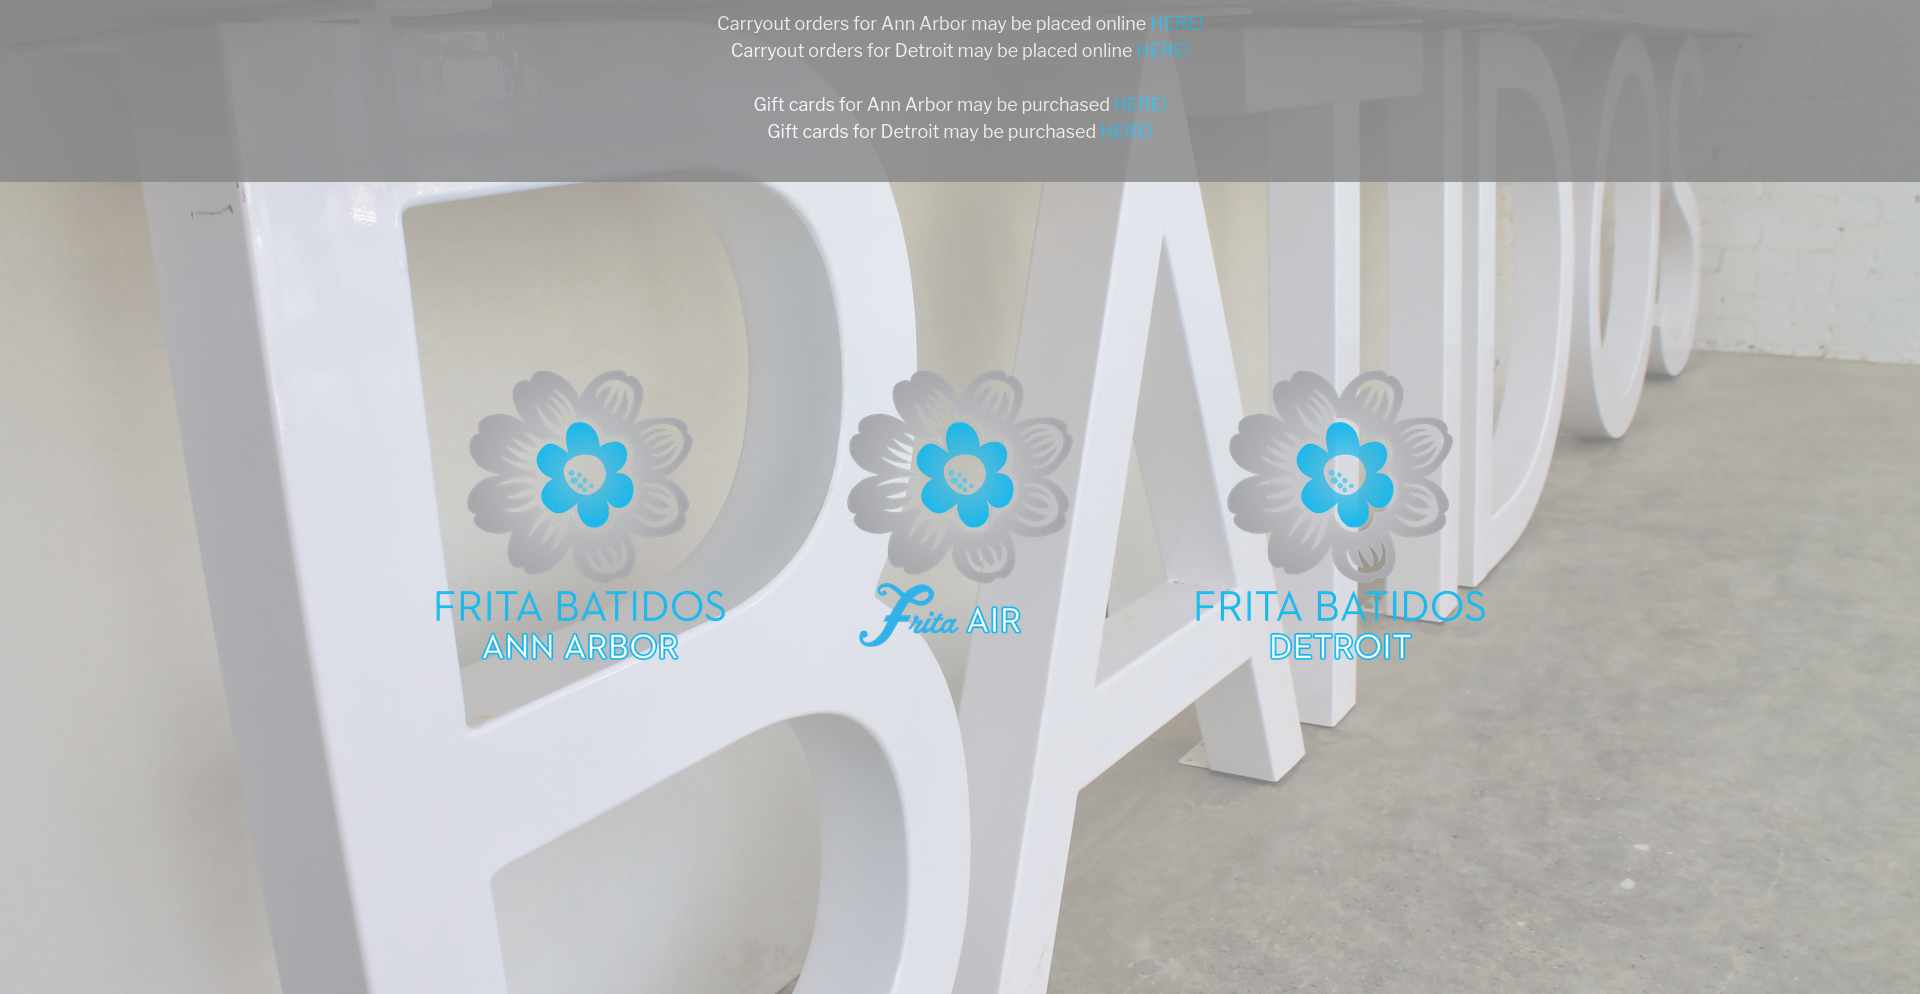 Carryout orders for Ann Arbor may be placed online HERE!
Carryout orders for Detroit may be placed online HERE!
Gift cards for Ann Arbor may be purchased HERE!
Gift cards for Detroit may be purchased HERE!
BATIDOS
FRITA BATIDOS
ANN ARBOR
Frita AIR
FRITA BATIDOS
DETROIT